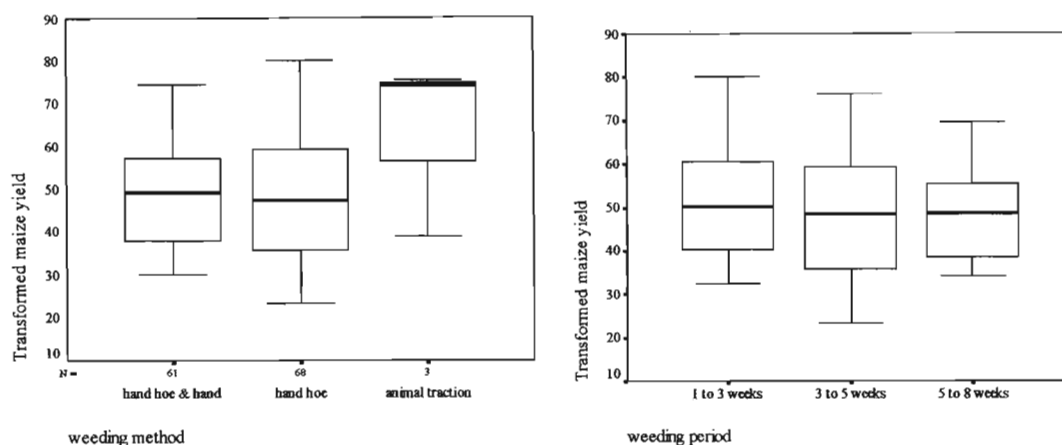 90
80
70
60
50
40
30
20
10
Transformed maize yield
N = 61 68 3
hand hoe & hand hand hoe animal traction
weeding method
90
80
70
60
50
40
30
20
10
Transformed maize yield
1 to 3 weeks 3 to 5 weeks 5 to 8 weeks
weeding period